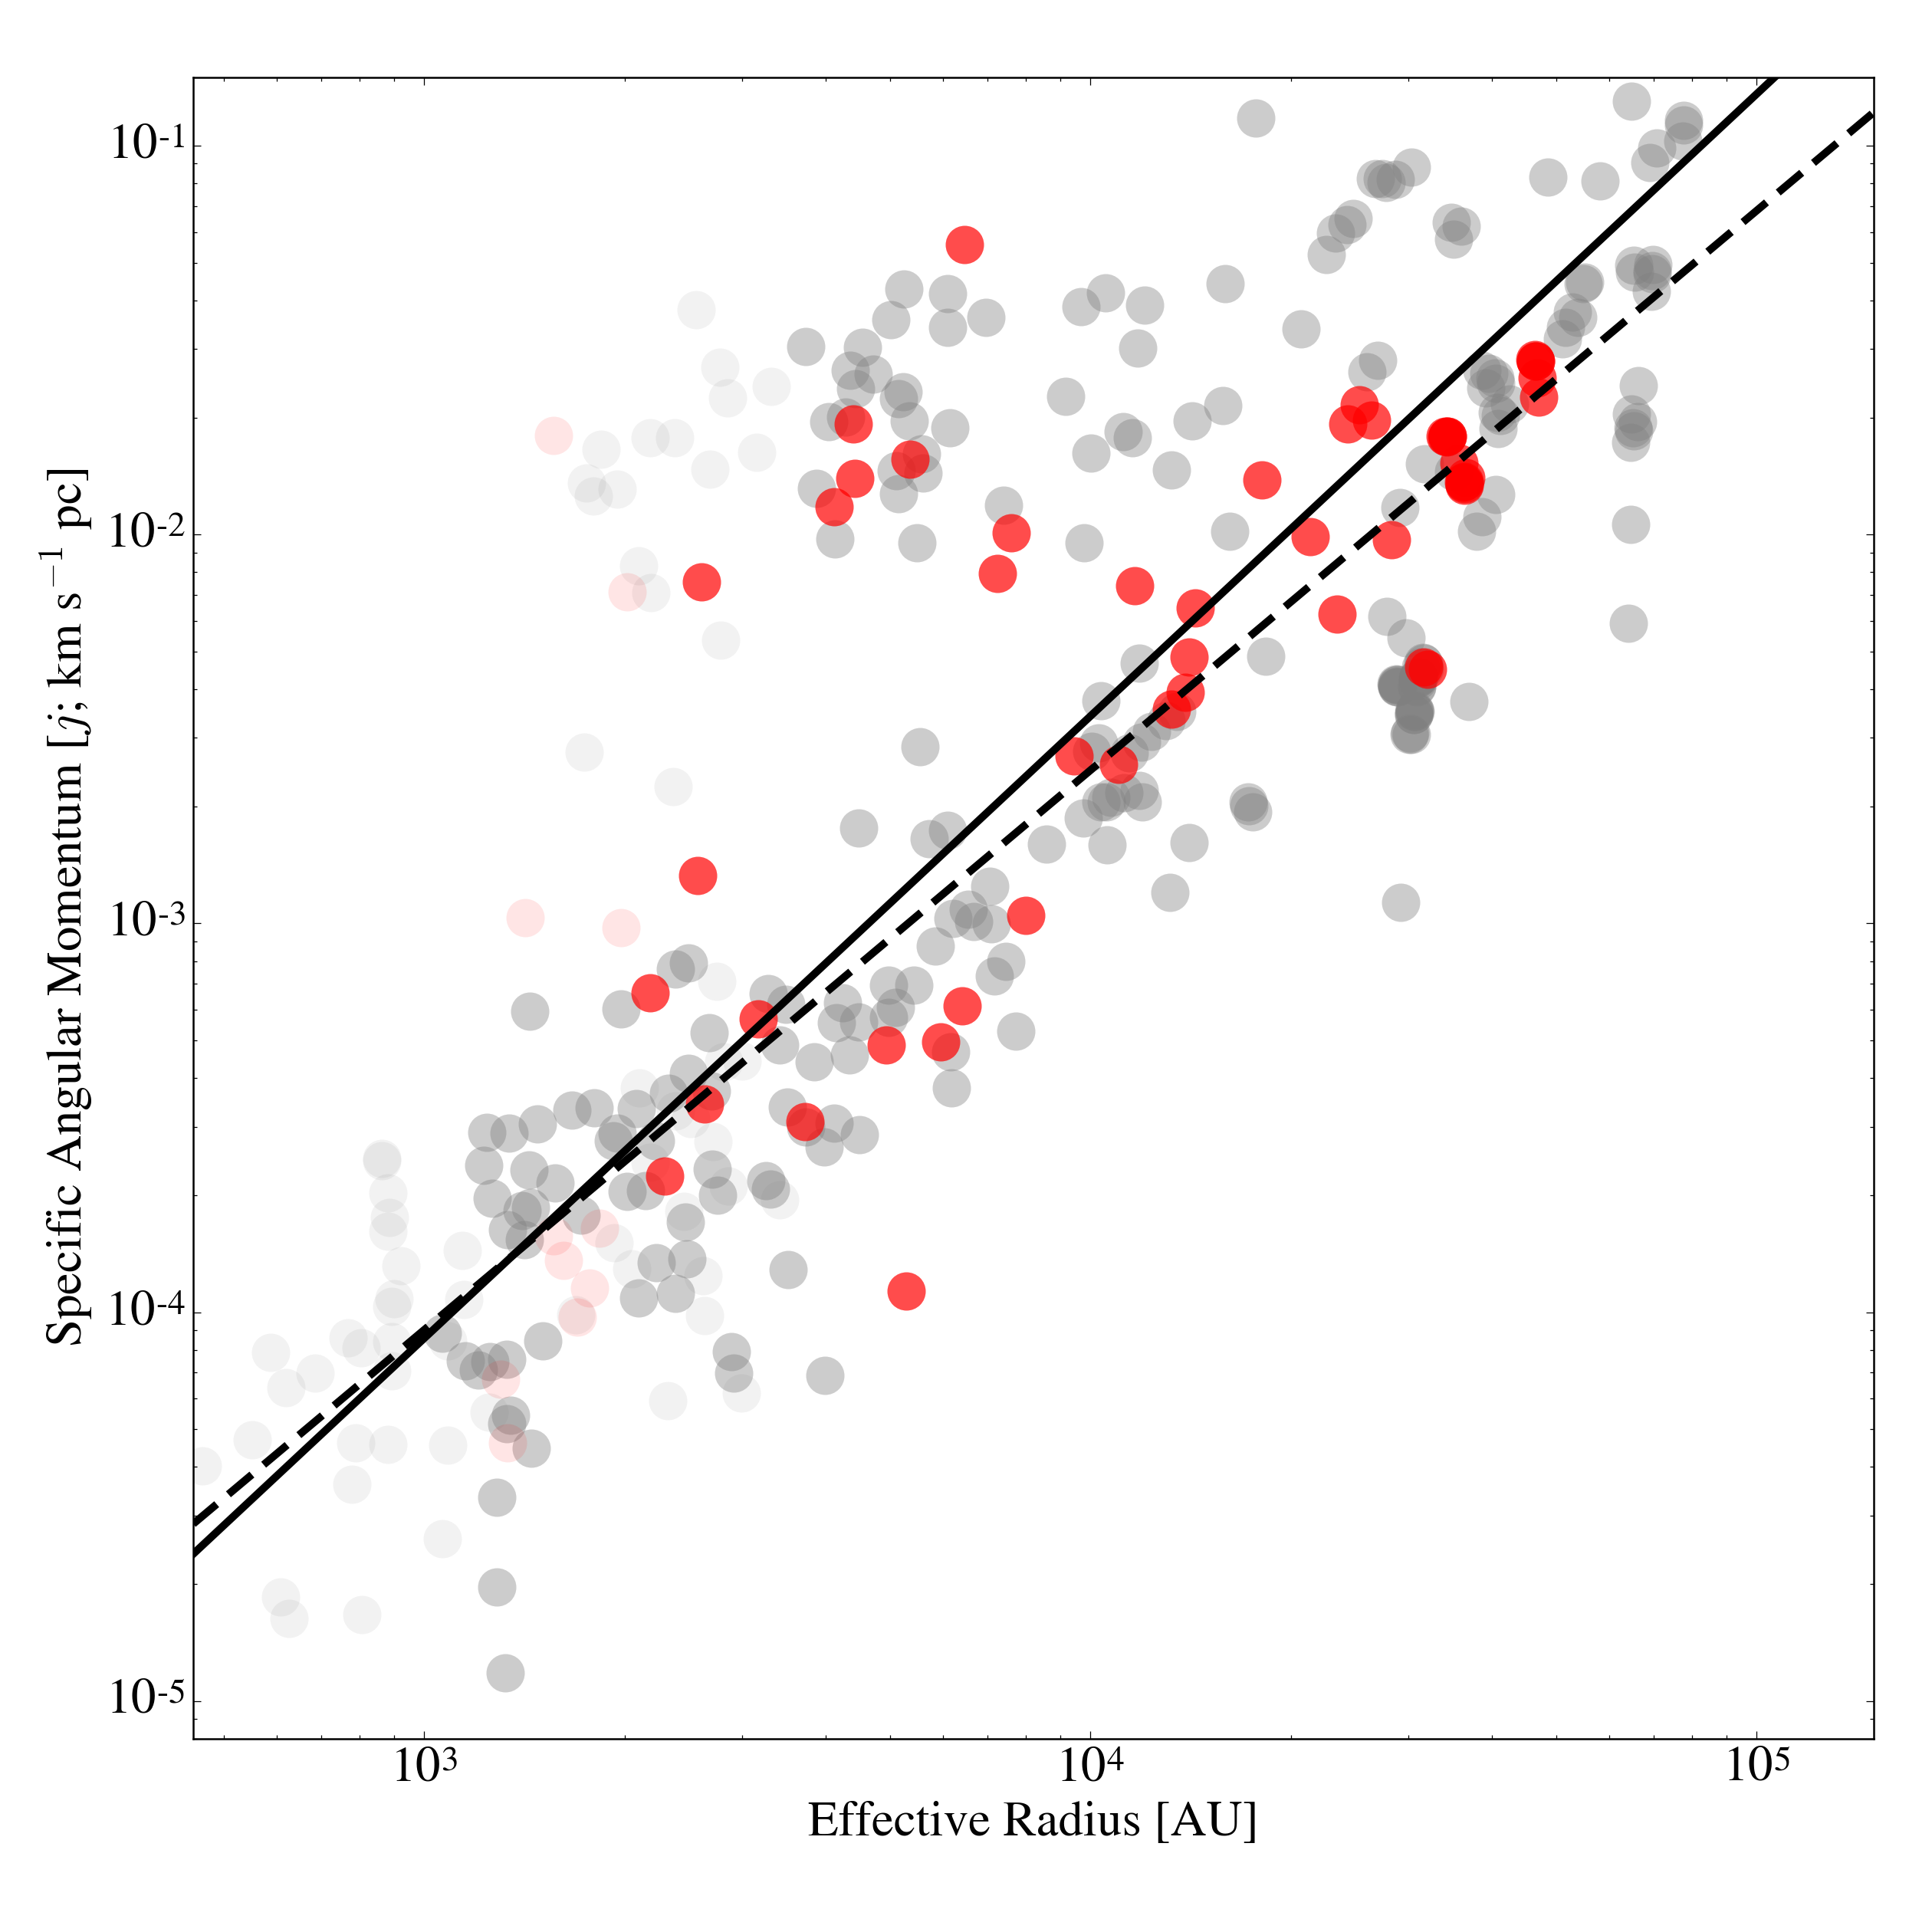 Specific Angular Momentum [j; km s⁻¹ pc]
10⁻¹
10⁻²
10⁻³
10⁻⁴
10⁻⁵
10³ 10⁴ 10⁵
Effective Radius [AU]